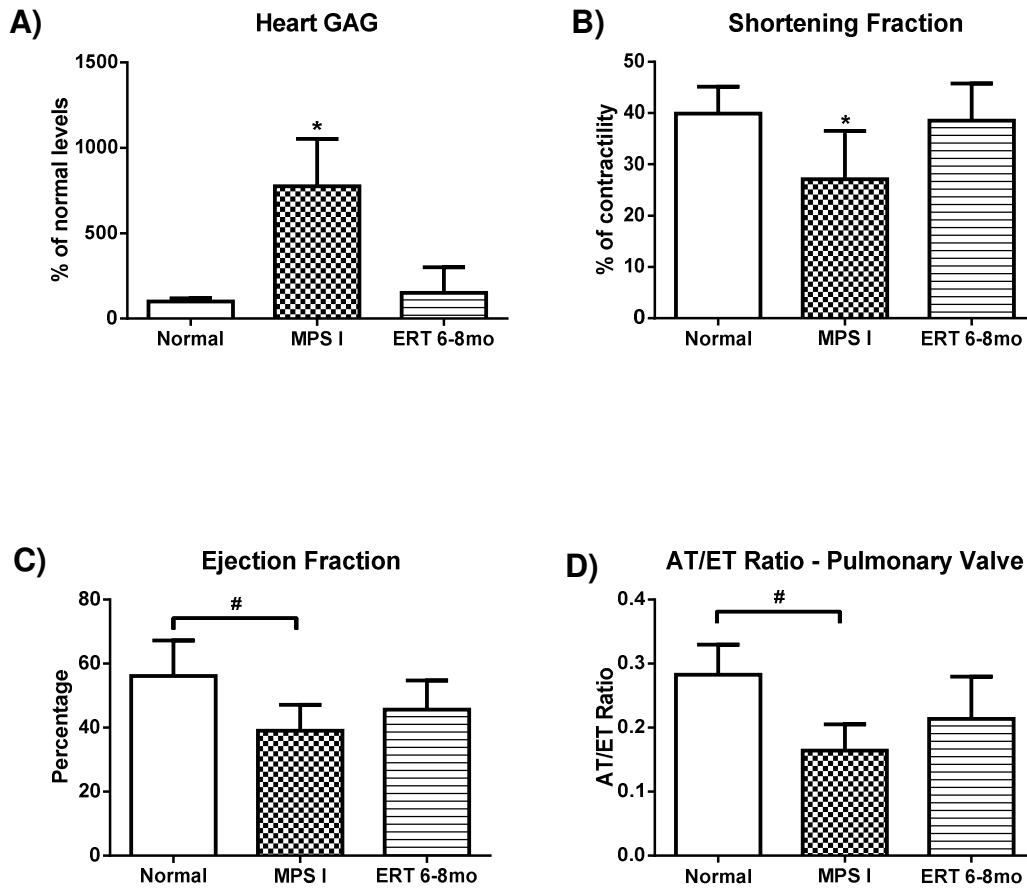 A)
Heart GAG
% of normal levels
1500
1000
500
0
*
Normal MPS I ERT 6-8mo
B)
Shortening Fraction
% of contractility
50
40
30
20
10
0
*
Normal MPS I ERT 6-8mo
C)
Ejection Fraction
Percentage
80
60
40
20
0
#
Normal MPS I ERT 6-8mo
D)
AT/ET Ratio - Pulmonary Valve
AT/ET Ratio
0.4
0.3
0.2
0.1
0.0
#
Normal MPS I ERT 6-8mo